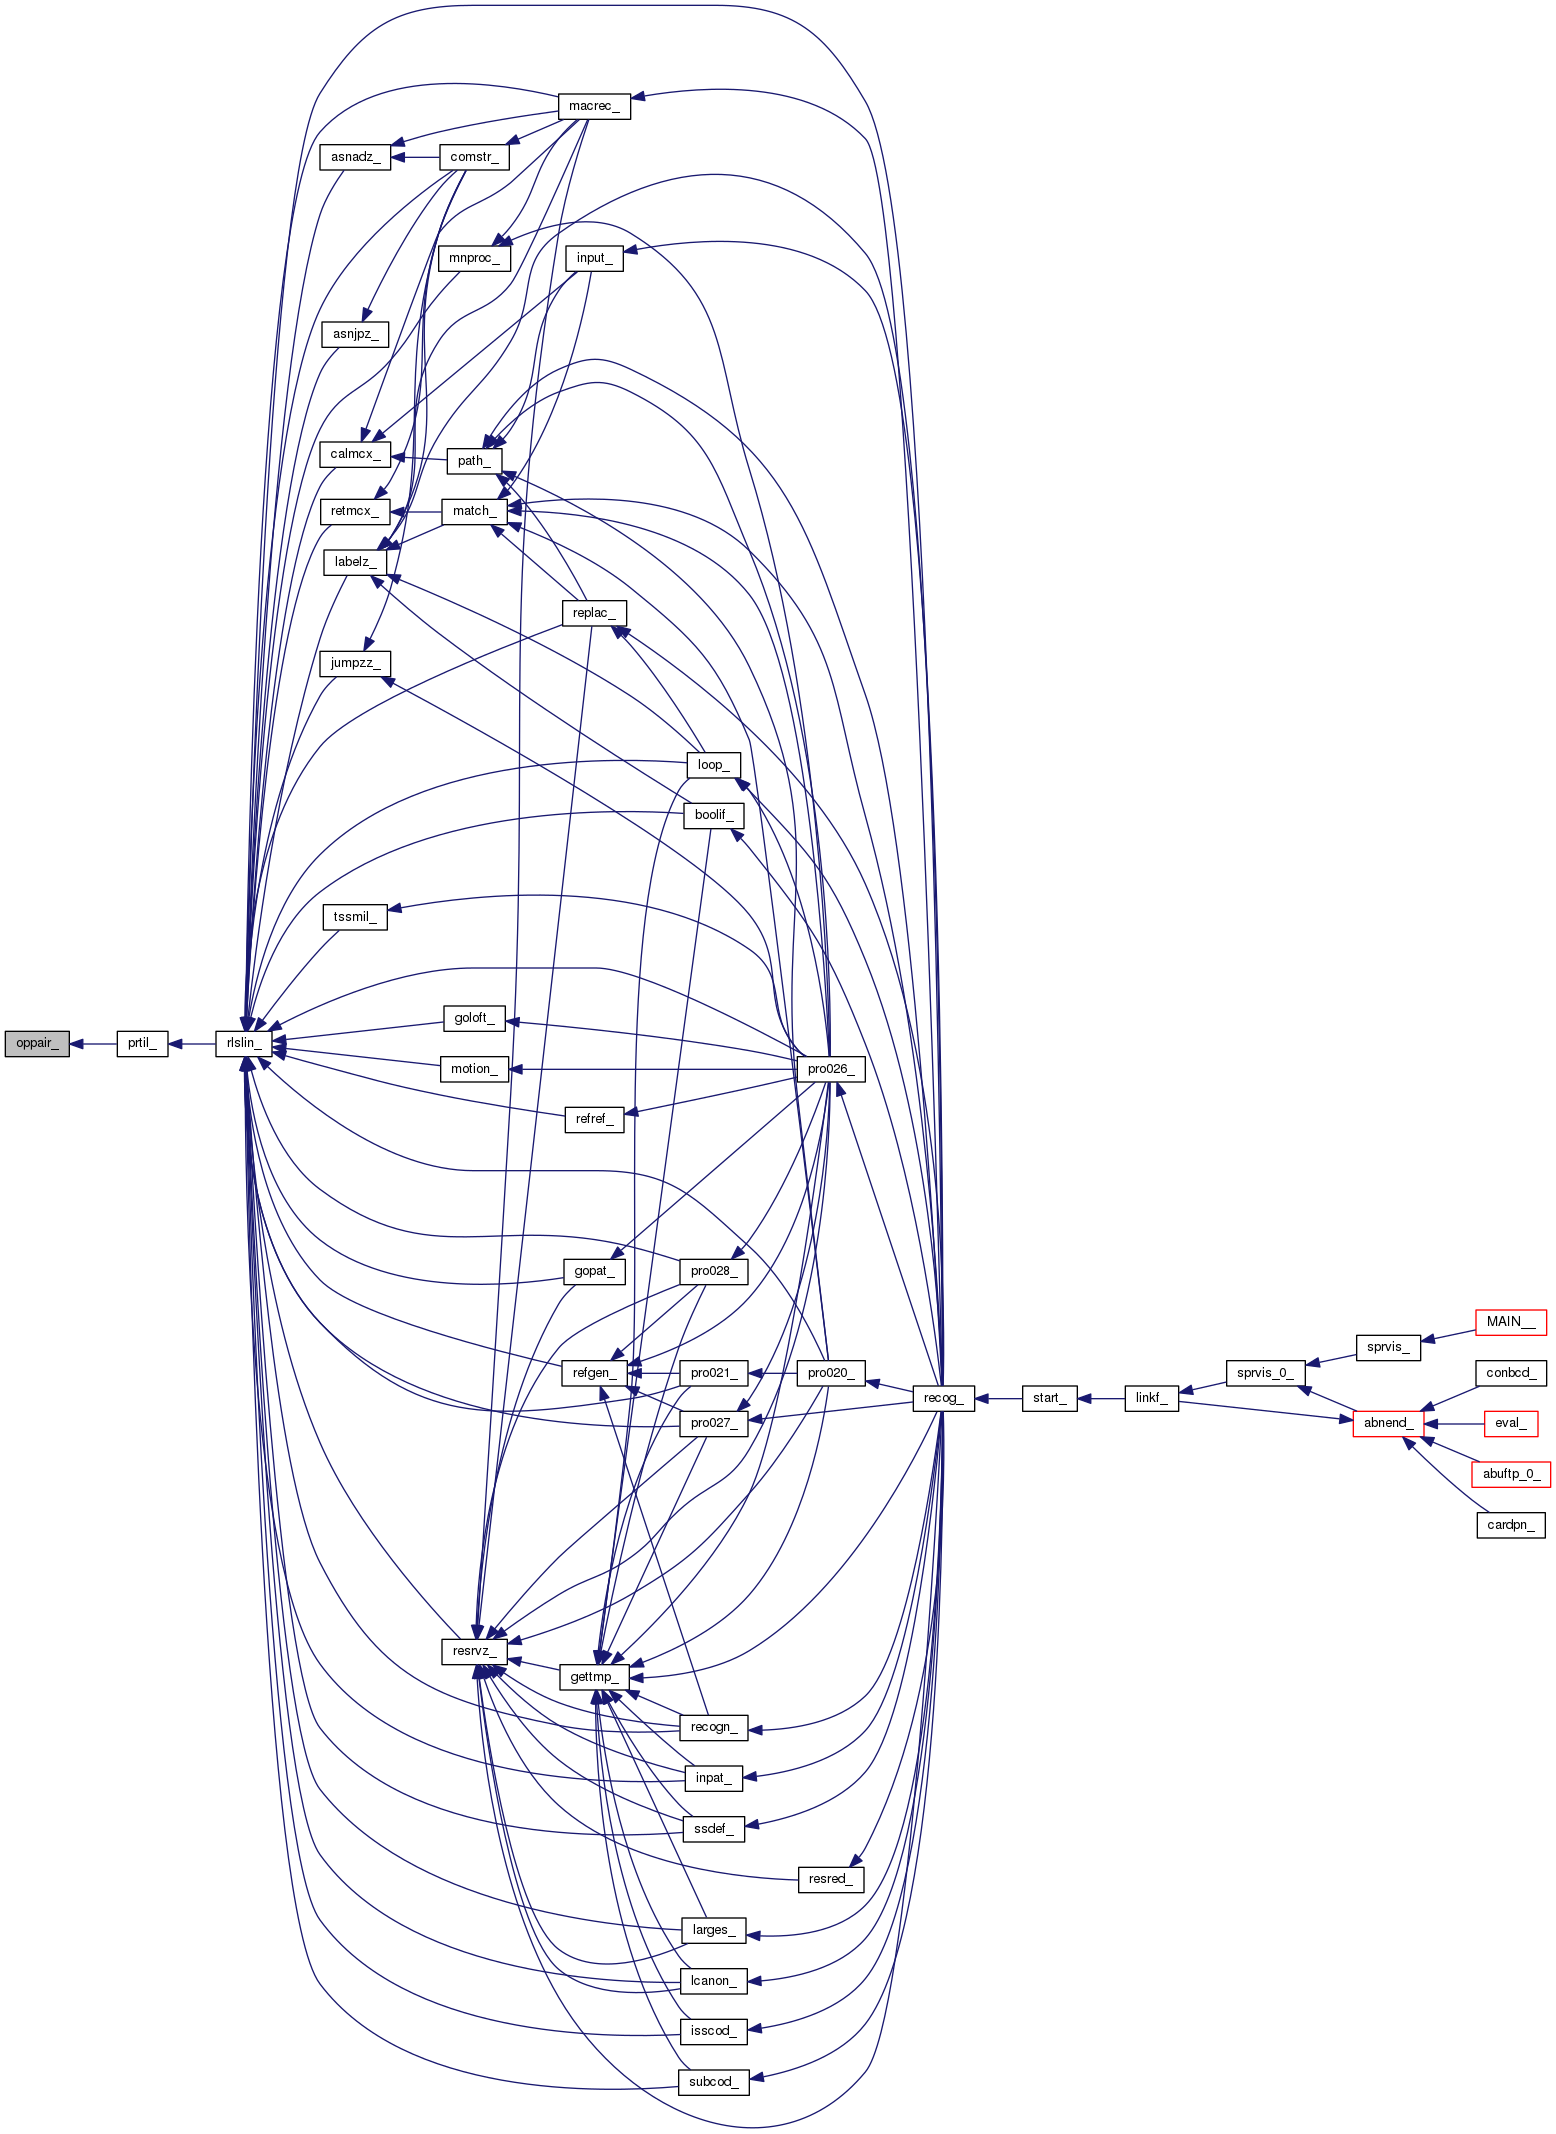 macrec_
asnadz_
comstr_
mnproc_
input_
asnjpz_
calmcx_
path_
retmcx_
match_
labelz_
replac_
jumpzz_
loop_
boolif_
tssmil_
goloft_
oppair_
prtil_
rlslin_
motion_
pro026_
refref_
gopat_
pro028_
MAIN__
sprvis_
refgen_
pro021_
pro020_
sprvis_0_
conbcd_
recog_
start_
linkf_
pro027_
abnend_
eval_
abuftp_0_
cardpn_
resrvz_
gettmp_
recogn_
inpat_
ssdef_
resred_
larges_
lcanon_
isscod_
subcod_